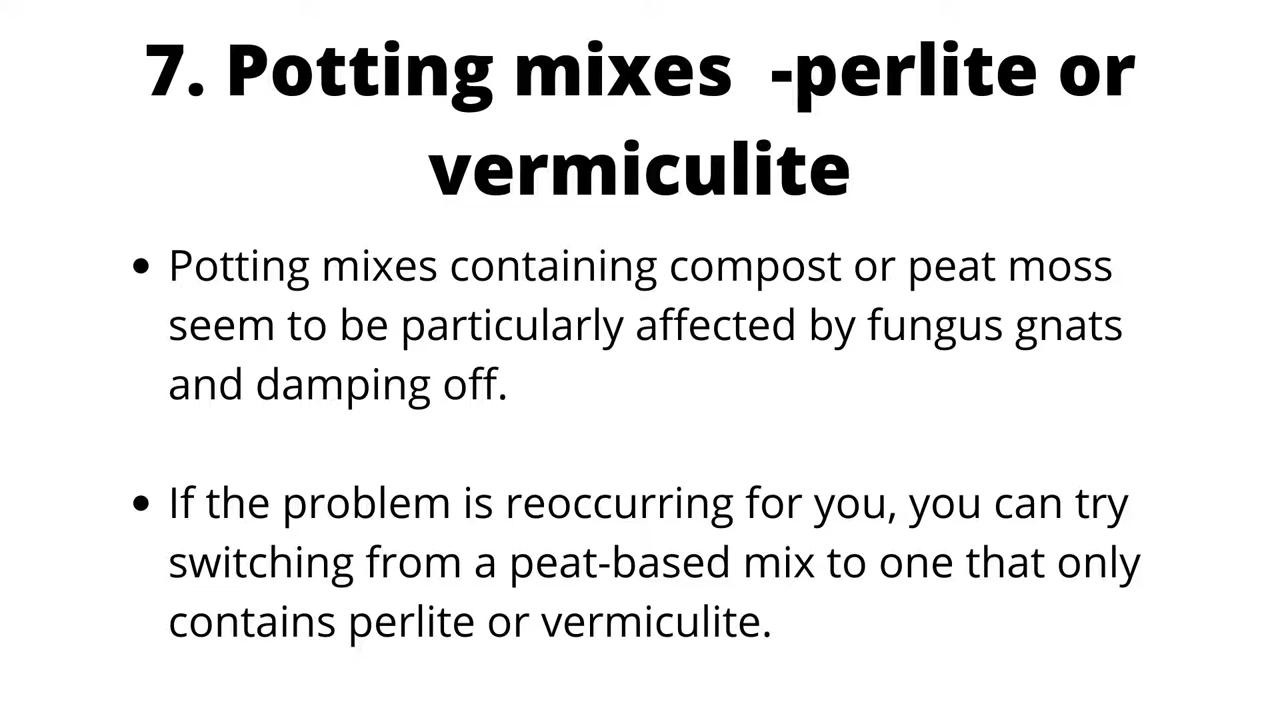 7. Potting mixes  -perlite or
vermiculite
• Potting mixes containing compost or peat moss
seem to be particularly affected by fungus gnats
and damping off.
• If the problem is reoccurring for you, you can try
switching from a peat-based mix to one that only
contains perlite or vermiculite.